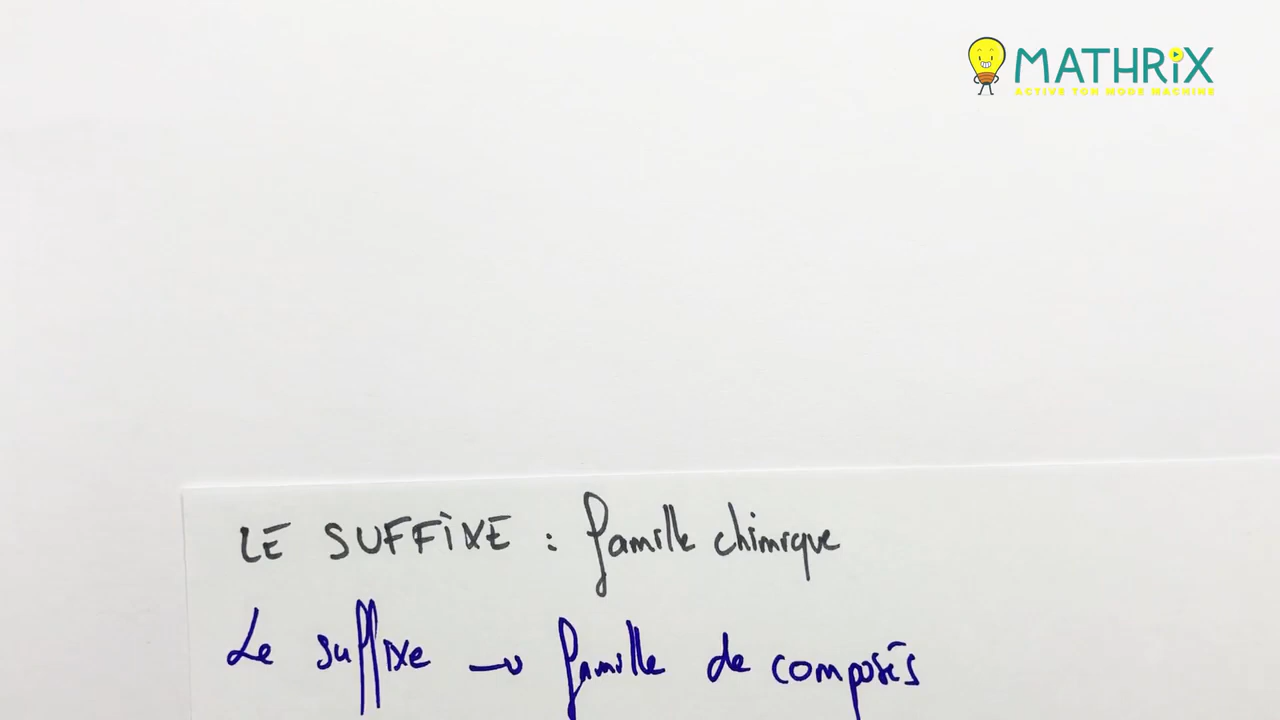 MATHRIX
ACTIVE TON MODE MACHINE
LE SUFFIXE : famille chimique
Le suffixe → famille de composés